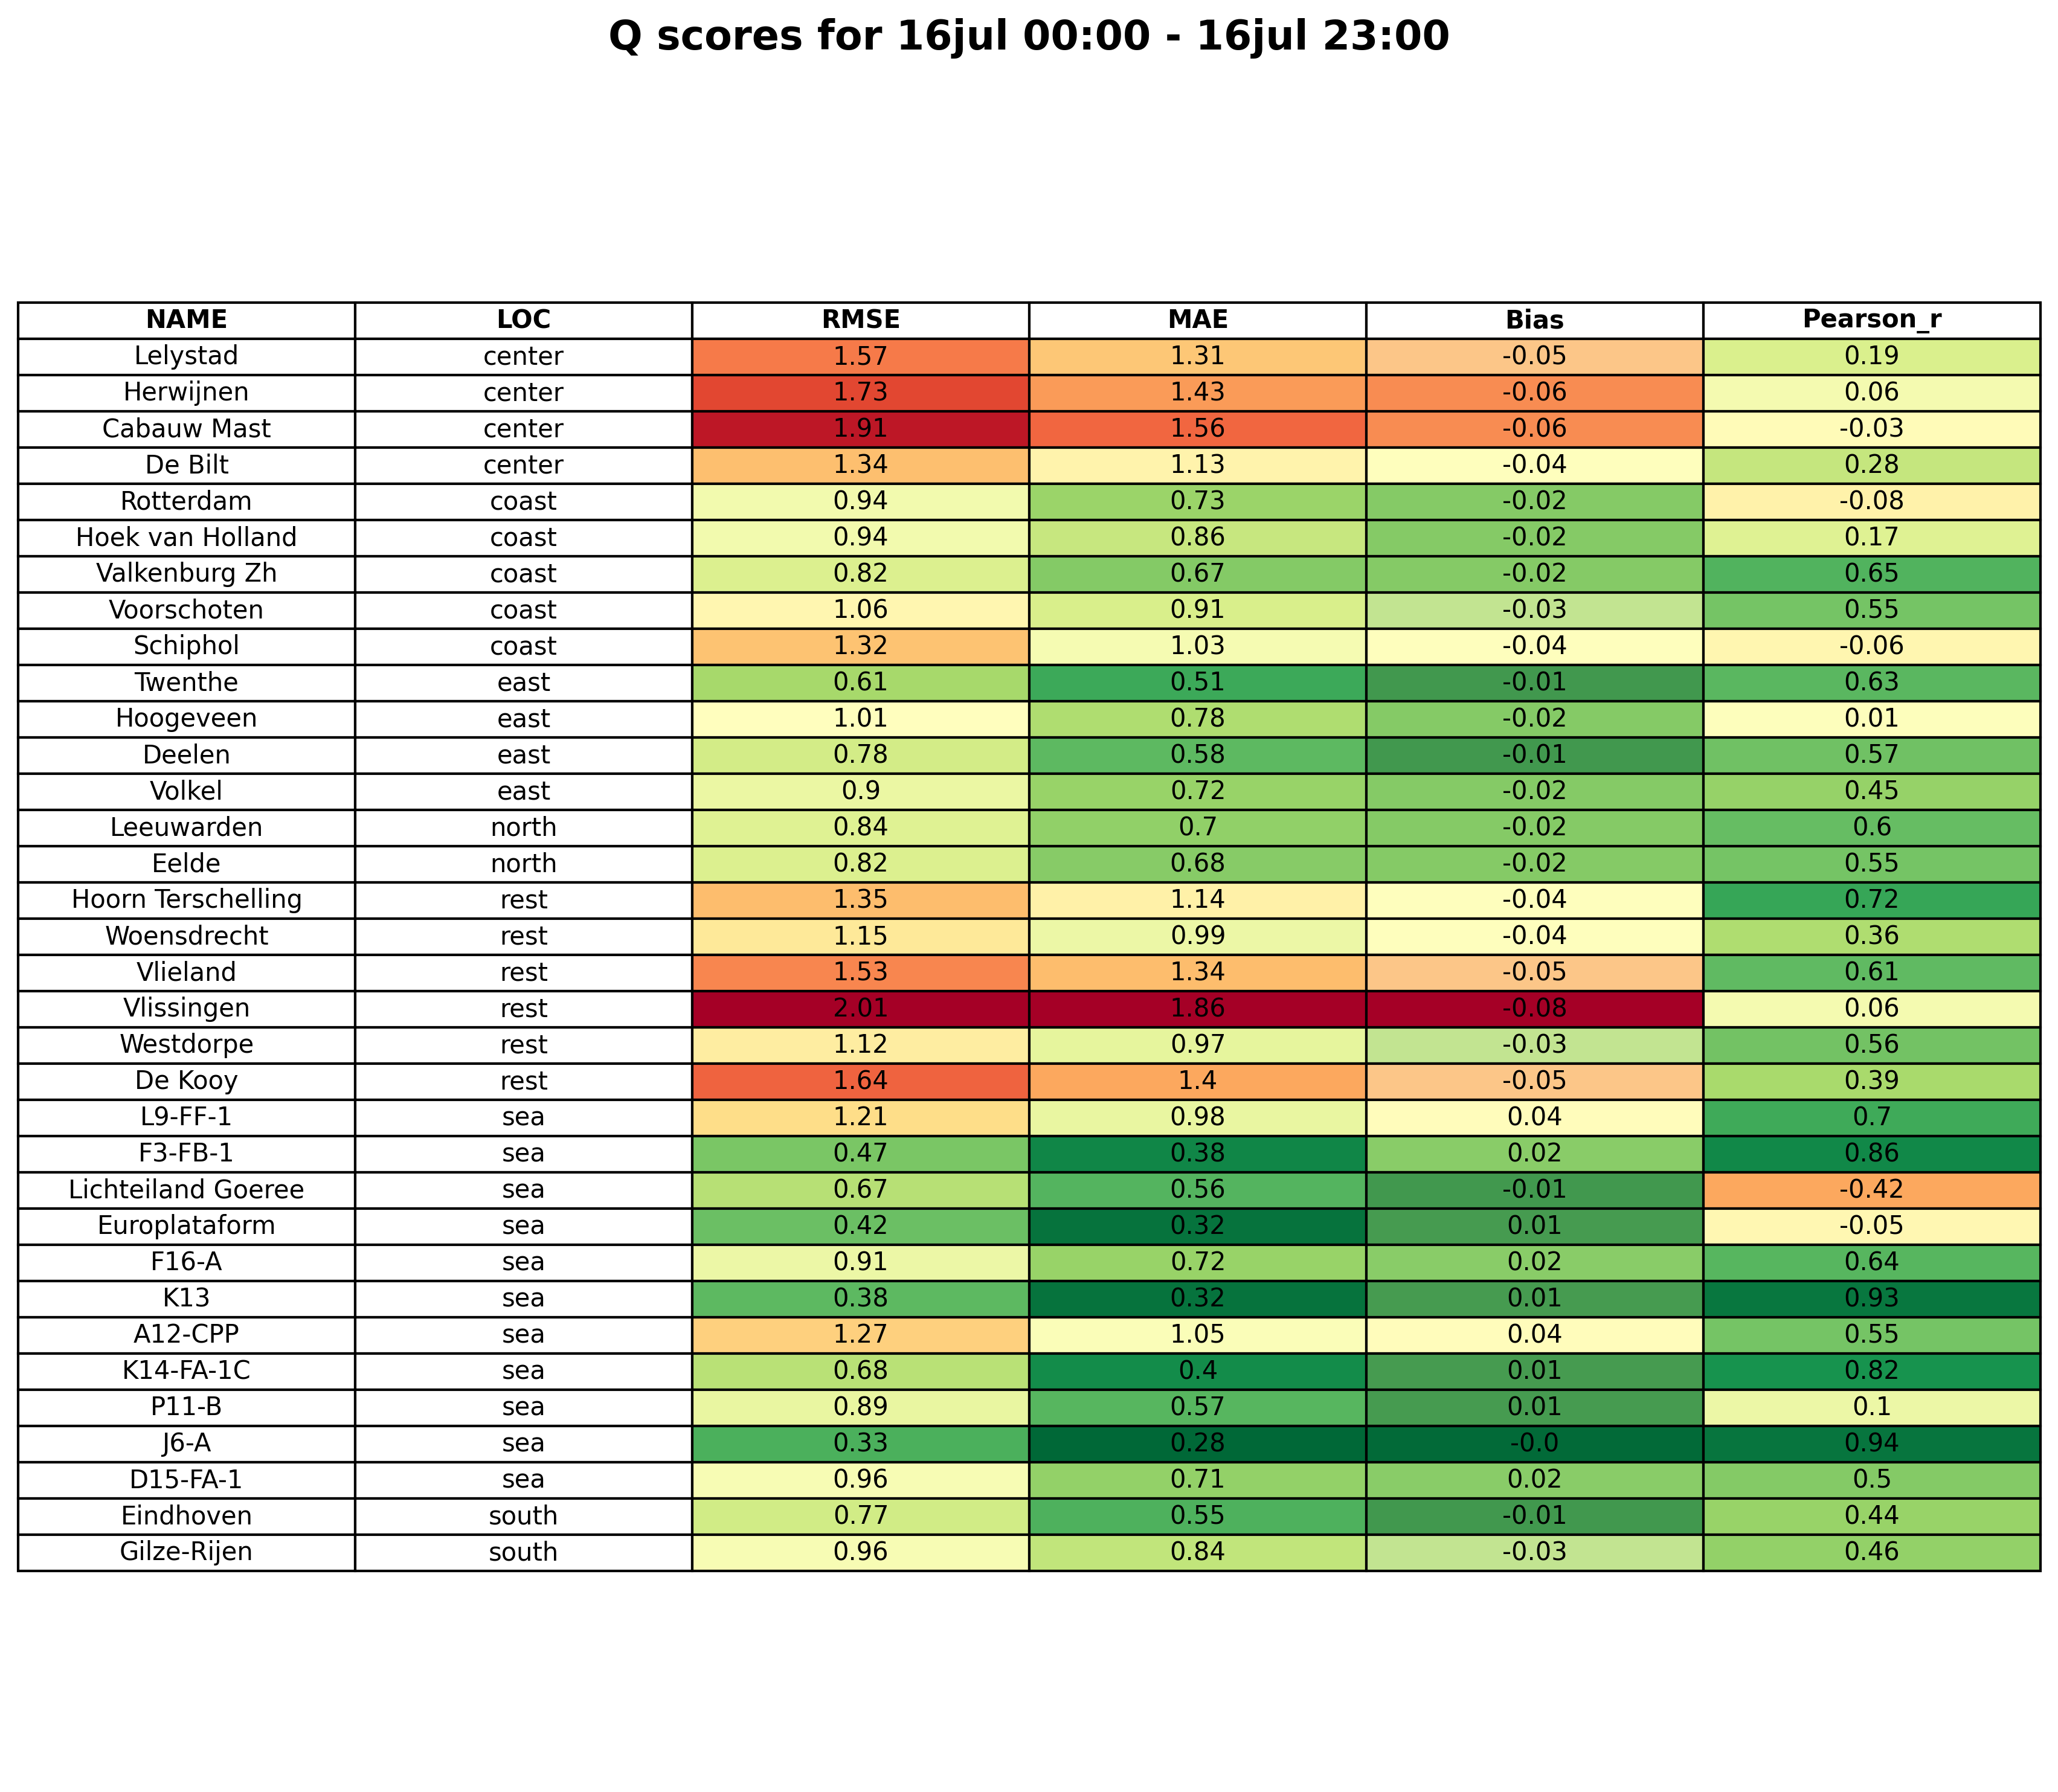 Q scores for 16jul 00:00 - 16jul 23:00
NAME LOC RMSE MAE Bias Pearson_r
Lelystad center 1.57 1.31 -0.05 0.19
Herwijnen center 1.73 1.43 -0.06 0.06
Cabauw Mast center 1.91 1.56 -0.06 -0.03
De Bilt center 1.34 1.13 -0.04 0.28
Rotterdam coast 0.94 0.73 -0.02 -0.08
Hoek van Holland coast 0.94 0.86 -0.02 0.17
Valkenburg Zh coast 0.82 0.67 -0.02 0.65
Voorschoten coast 1.06 0.91 -0.03 0.55
Schiphol coast 1.32 1.03 -0.04 -0.06
Twenthe east 0.61 0.51 -0.01 0.63
Hoogeveen east 1.01 0.78 -0.02 0.01
Deelen east 0.78 0.58 -0.01 0.57
Volkel east 0.9 0.72 -0.02 0.45
Leeuwarden north 0.84 0.7 -0.02 0.6
Eelde north 0.82 0.68 -0.02 0.55
Hoorn Terschelling rest 1.35 1.14 -0.04 0.72
Woensdrecht rest 1.15 0.99 -0.04 0.36
Vlieland rest 1.53 1.34 -0.05 0.61
Vlissingen rest 2.01 1.86 -0.08 0.06
Westdorpe rest 1.12 0.97 -0.03 0.56
De Kooy rest 1.64 1.4 -0.05 0.39
L9-FF-1 sea 1.21 0.98 0.04 0.7
F3-FB-1 sea 0.47 0.38 0.02 0.86
Lichteiland Goeree sea 0.67 0.56 -0.01 -0.42
Europlataform sea 0.42 0.32 0.01 -0.05
F16-A sea 0.91 0.72 0.02 0.64
K13 sea 0.38 0.32 0.01 0.93
A12-CPP sea 1.27 1.05 0.04 0.55
K14-FA-1C sea 0.68 0.4 0.01 0.82
P11-B sea 0.89 0.57 0.01 0.1
J6-A sea 0.33 0.28 -0.0 0.94
D15-FA-1 sea 0.96 0.71 0.02 0.5
Eindhoven south 0.77 0.55 -0.01 0.44
Gilze-Rijen south 0.96 0.84 -0.03 0.46